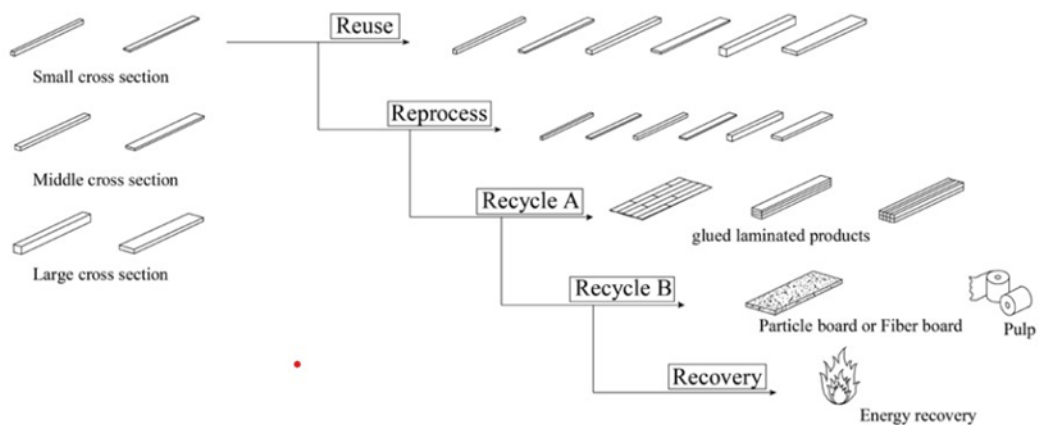 Small cross section
Middle cross section
Large cross section
Reuse
Reprocess
Recycle A
glued laminated products
Recycle B
Particle board or Fiber board
Pulp
Recovery
Energy recovery